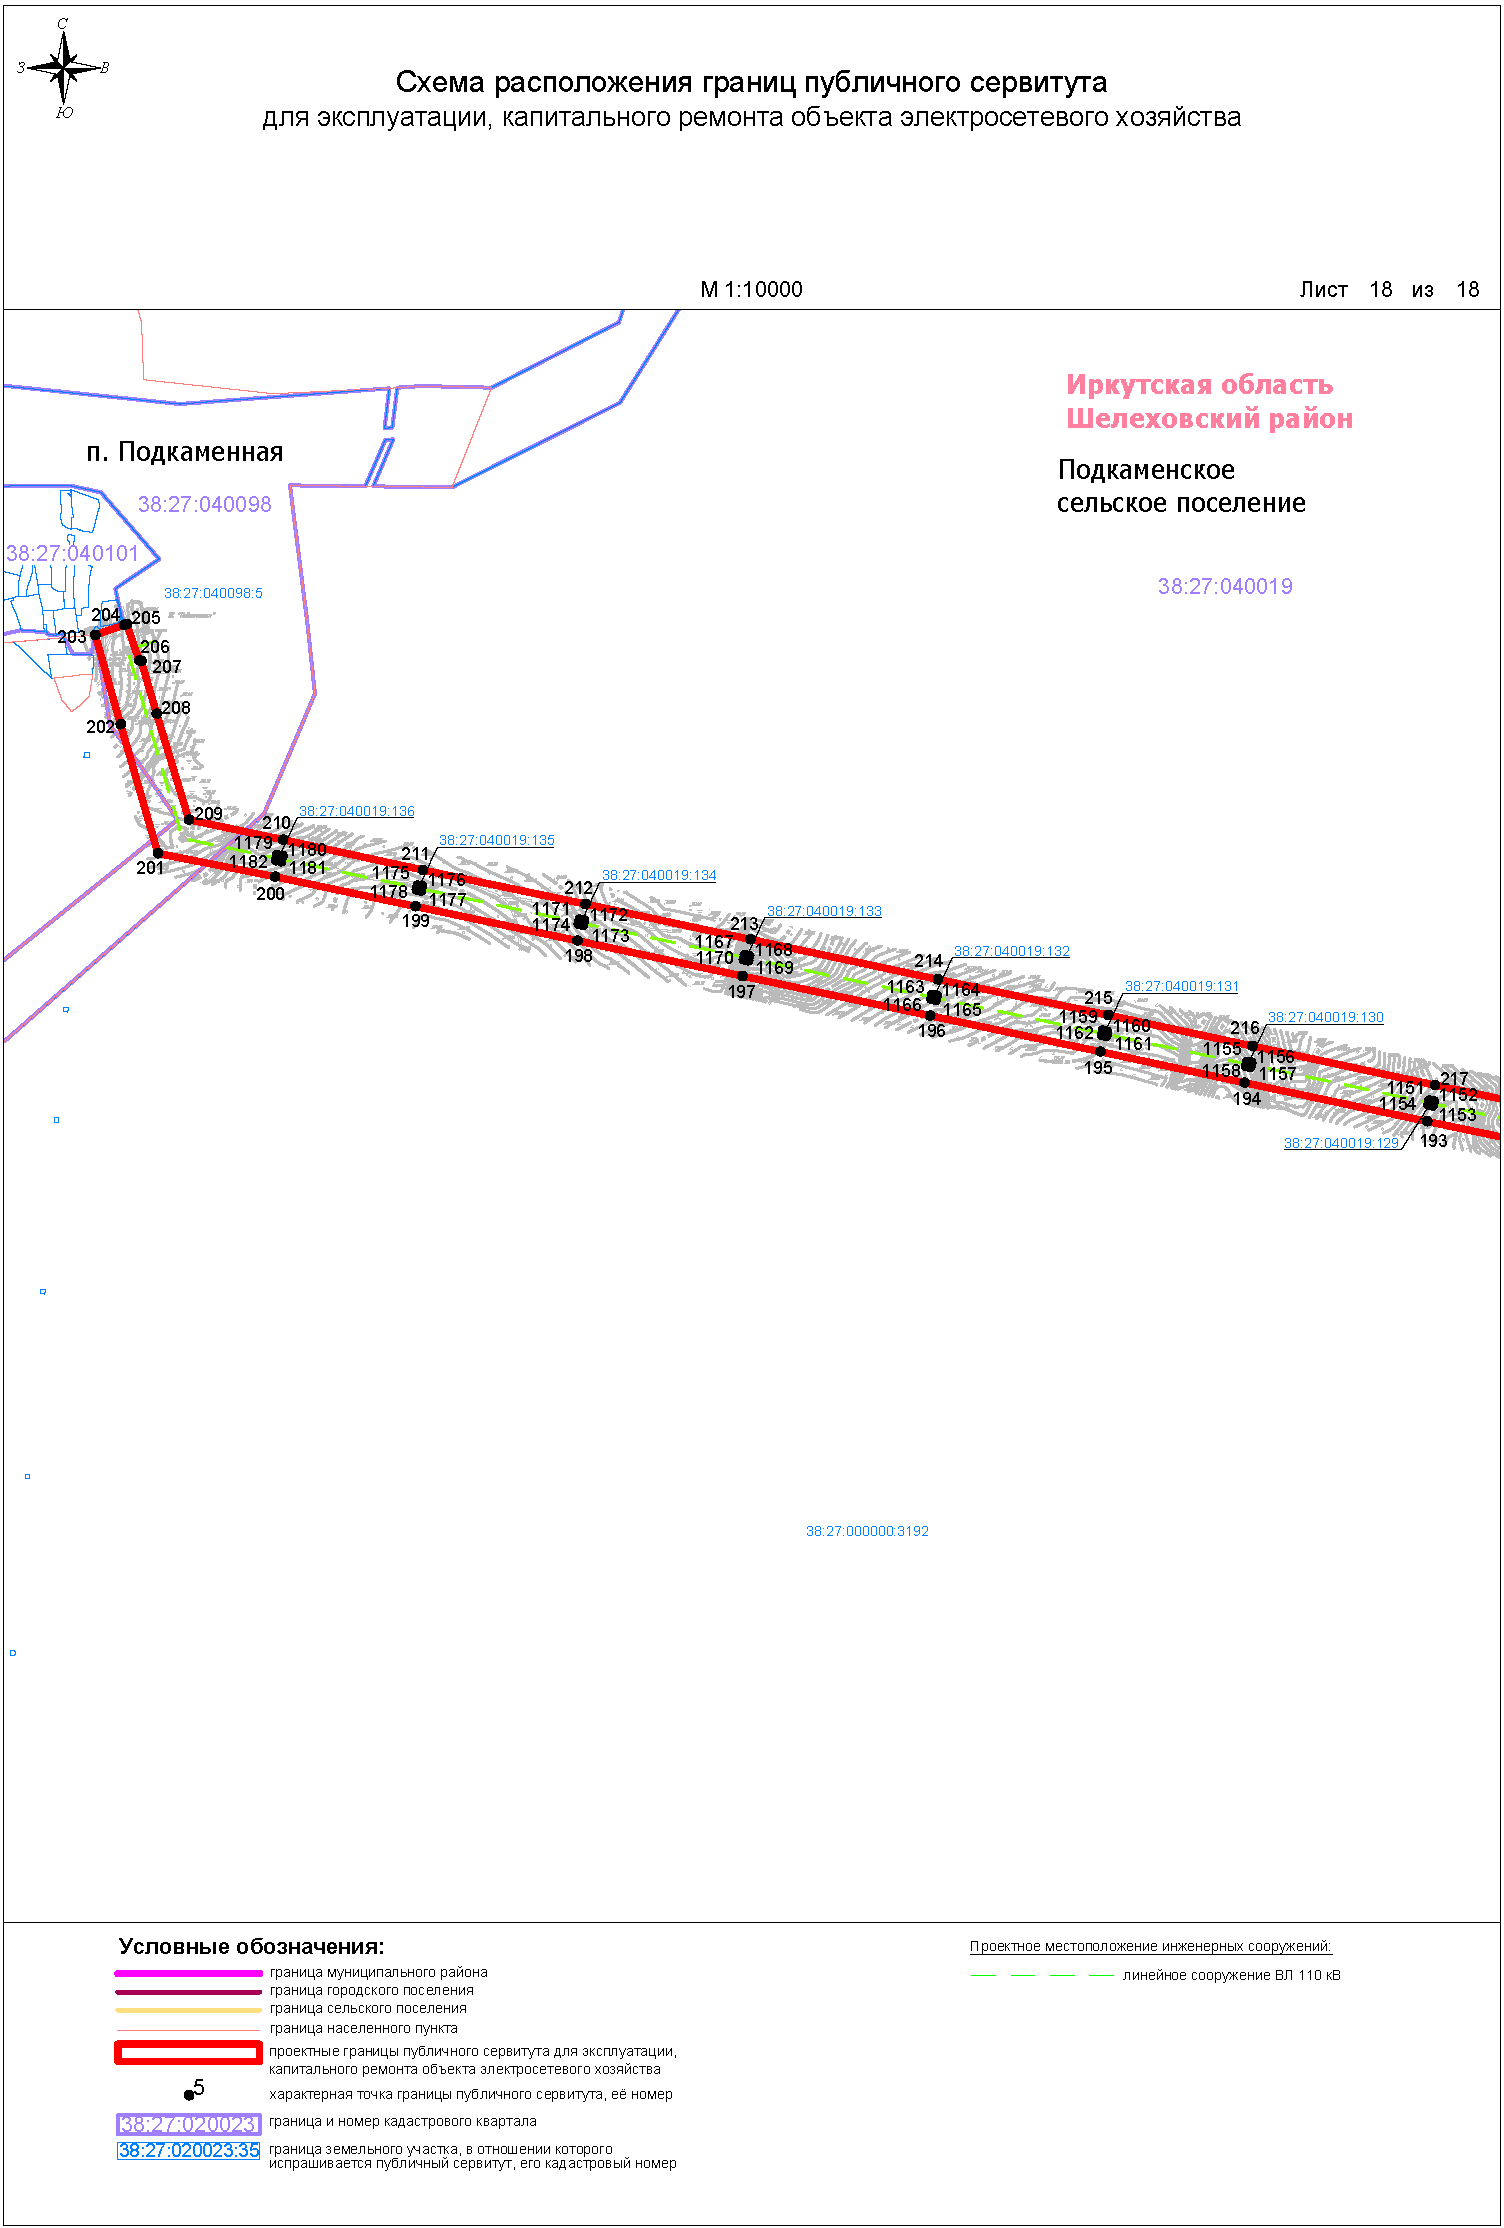 С
З В
Ю
Схема расположения границ публичного сервитута
для эксплуатации, капитального ремонта объекта электросетевого хозяйства
М 1:10000
Лист 18 из 18
Иркутская область
Шелеховский район
п. Подкаменная
Подкаменское
сельское поселение
38:27:040098
38:27:040101
38:27:040019
38:27:040098:5
204
205
203
206
207
208
202
209
201
210
38:27:040019:136
1179
1180
1182
1181
200
211
38:27:040019:135
1175
1176
1178
1177
199
212
38:27:040019:134
1171
1172
1174
1173
198
213
38:27:040019:133
1167
1168
1170
1169
197
214
38:27:040019:132
1163
1164
1166
1165
196
215
38:27:040019:131
1159
1160
1162
1161
195
216
38:27:040019:130
1155
1156
1158
1157
194
217
1151
1152
1154
1153
193
38:27:040019:129
38:27:000000:3192
Условные обозначения:
граница муниципального района
граница городского поселения
граница сельского поселения
граница населенного пункта
проектные границы публичного сервитута для эксплуатации,
капитального ремонта объекта электросетевого хозяйства
5
характерная точка границы публичного сервитута, её номер
38:27:020023
граница и номер кадастрового квартала
38:27:020023:35
граница земельного участка, в отношении которого
испрашивается публичный сервитут, его кадастровый номер
Проектное местоположение инженерных сооружений:
линейное сооружение ВЛ 110 кВ